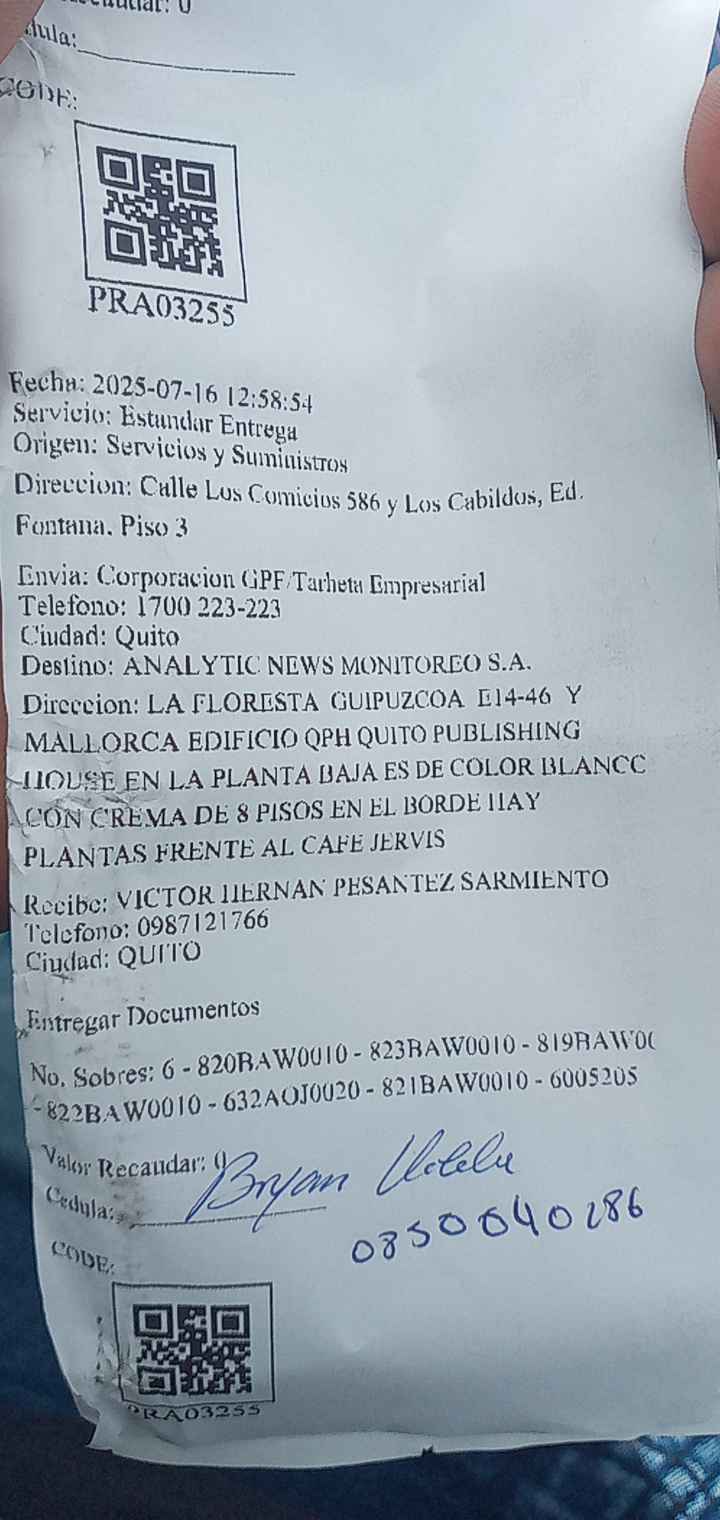 CODE:
PRA03255
Fecha: 2025-07-16 12:58:54
Servicio: Estandar Entrega
Origen: Servicios y Suministros
Direccion: Calle Los Comicios 586 y Los Cabildos, Ed.
Fontana. Piso 3
Envia: Corporacion GPF/Tarheta Empresarial
Telefono: 1700 223-223
Ciudad: Quito
Destino: ANALYTIC NEWS MONITOREO S.A.
Direccion: LA FLORESTA GUIPUZCOA E14-46 Y
MALLORCA EDIFICIO QPH QUITO PUBLISHING
HOUSE EN LA PLANTA BAJA ES DE COLOR BLANCC
CON CREMA DE 8 PISOS EN EL BORDE HAY
PLANTAS FRENTE AL CAFE JERVIS
Recibe: VICTOR HERNAN PESANTEZ SARMIENTO
Telefono: 0987121766
Ciudad: QUITO
Entregar Documentos
No. Sobres: 6 - 820BAW0010 - 823BAW0010 - 819BAW00
- 822BAW0010 - 632AOJ0020 - 821BAW0010 - 6005205
Valor Recaudar: 0
Cedula: Bryan
CODE:
PRA03255